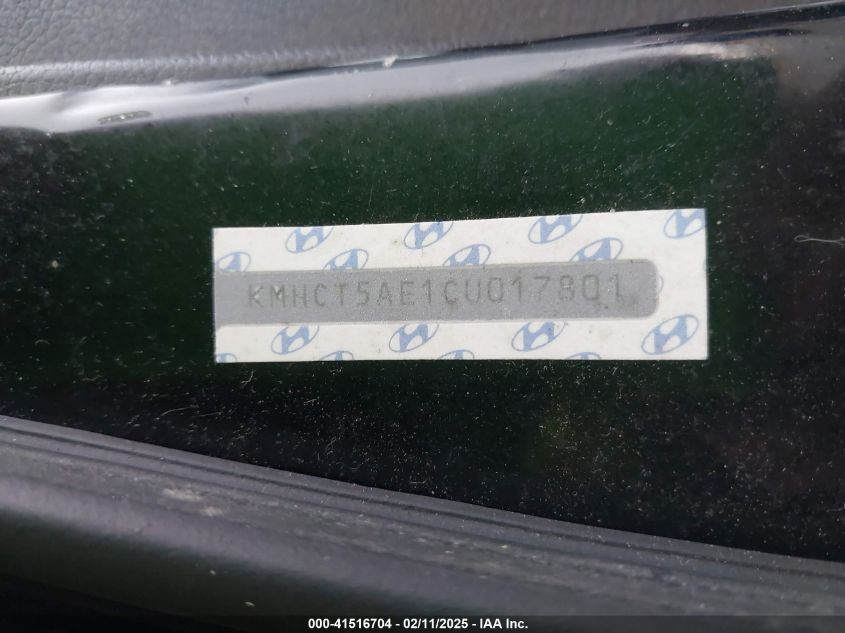 KMHCT5AE1CU017801
000-41516704 - 02/11/2025 - IAA Inc.